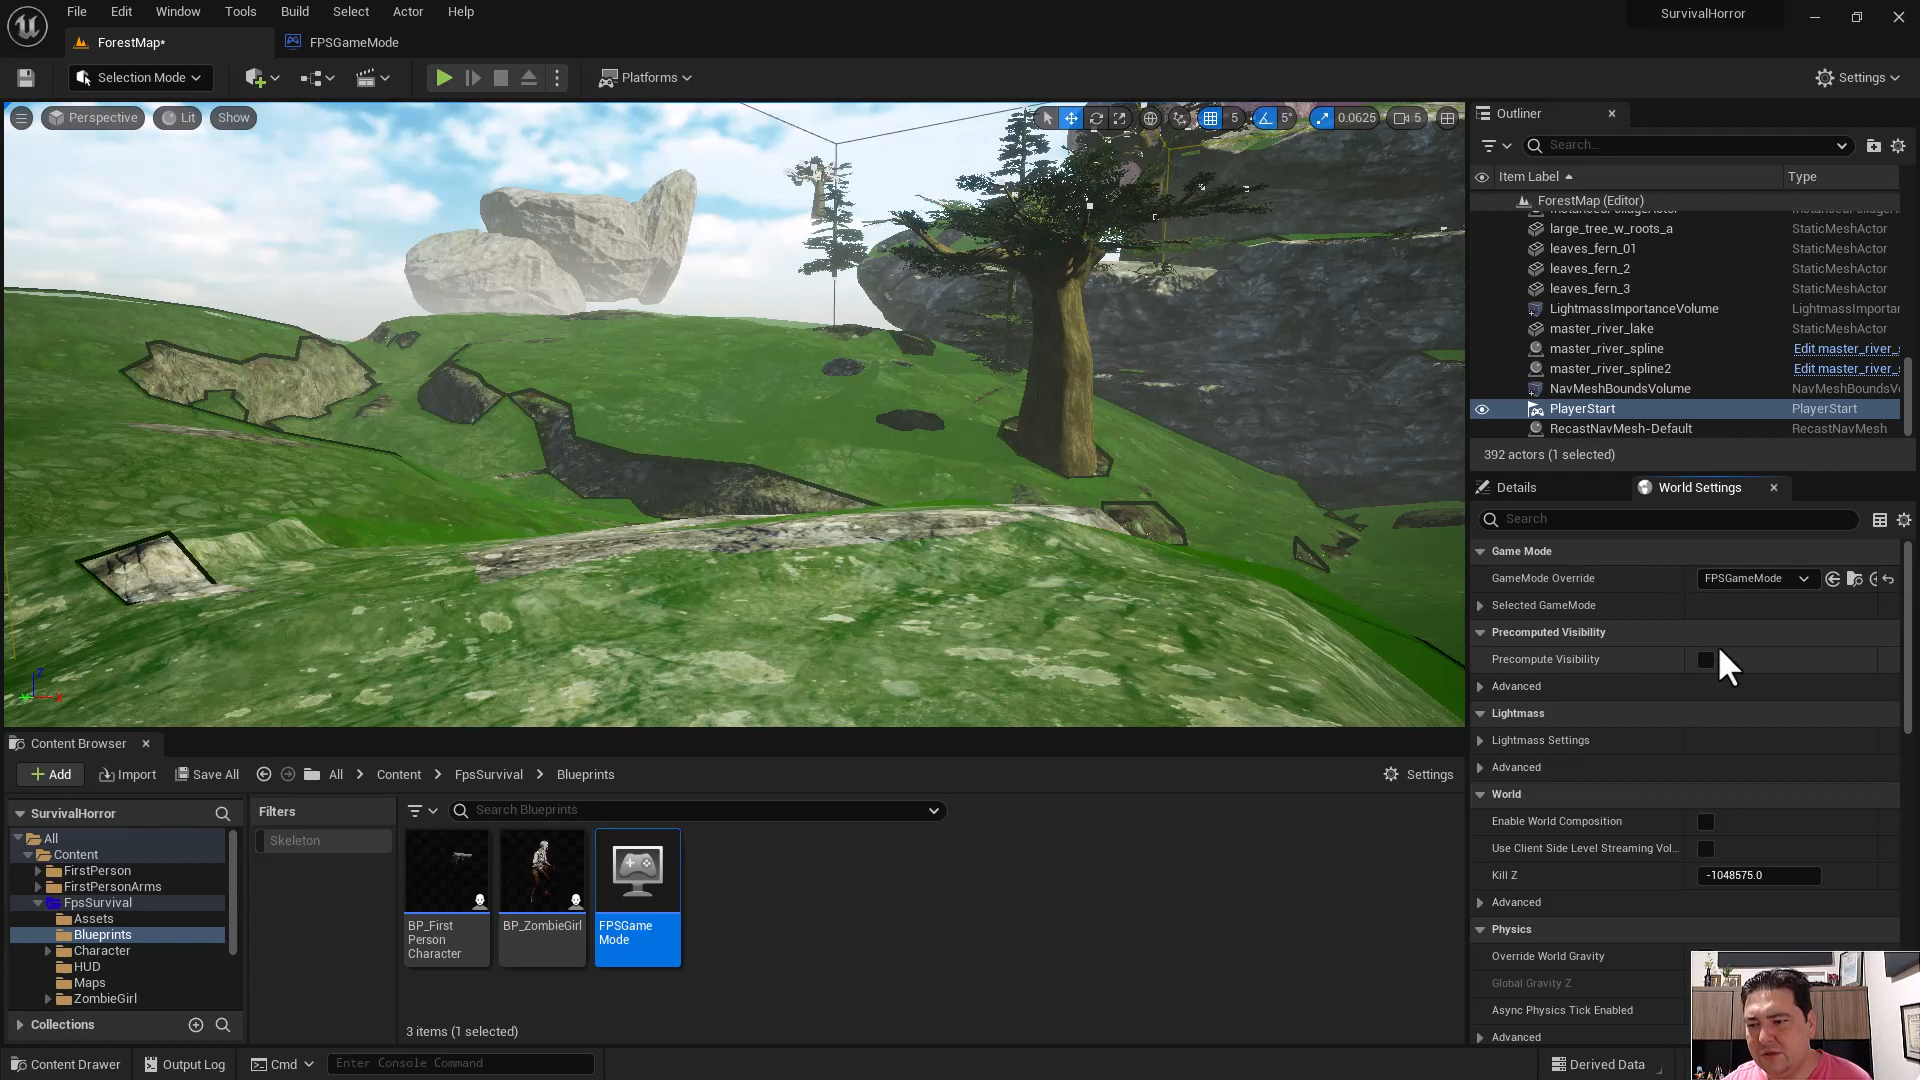 File Edit Window Tools Build Select Actor Help
SurvivalHorror
ForestMap*
FPSGameMode
Selection Mode
Platforms
Settings
Perspective
Lit
Show
5
5°
0.0625
5
Outliner
Search...
Item Label
Type
ForestMap (Editor)
large_tree_w_roots_a StaticMeshActor
leaves_fern_01 StaticMeshActor
leaves_fern_2 StaticMeshActor
leaves_fern_3 StaticMeshActor
LightmassImportanceVolume LightmassImportar
master_river_lake StaticMeshActor
master_river_spline Edit master_river_s
master_river_spline2 Edit master_river_s
NavMeshBoundsVolume NavMeshBoundsVo
PlayerStart PlayerStart
RecastNavMesh-Default RecastNavMesh
392 actors (1 selected)
Details
World Settings
Search
Game Mode
GameMode Override FPSGameMode
Selected GameMode
Precomputed Visibility
Precompute Visibility
Advanced
Lightmass
Lightmass Settings
Advanced
World
Enable World Composition
Use Client Side Level Streaming Vol...
Kill Z -1048575.0
Advanced
Physics
Override World Gravity
Global Gravity Z
Async Physics Tick Enabled
Advanced
Content Browser
Add
Import
Save All
All
Content
FpsSurvival
Blueprints
Settings
SurvivalHorror
All
Content
FirstPerson
FirstPersonArms
FpsSurvival
Assets
Blueprints
Character
HUD
Maps
ZombieGirl
Collections
Filters
Skeleton
Search Blueprints
BP_First
Person
Character
BP_ZombieGirl
FPSGame
Mode
3 items (1 selected)
Content Drawer
Output Log
Cmd
Enter Console Command
Derived Data